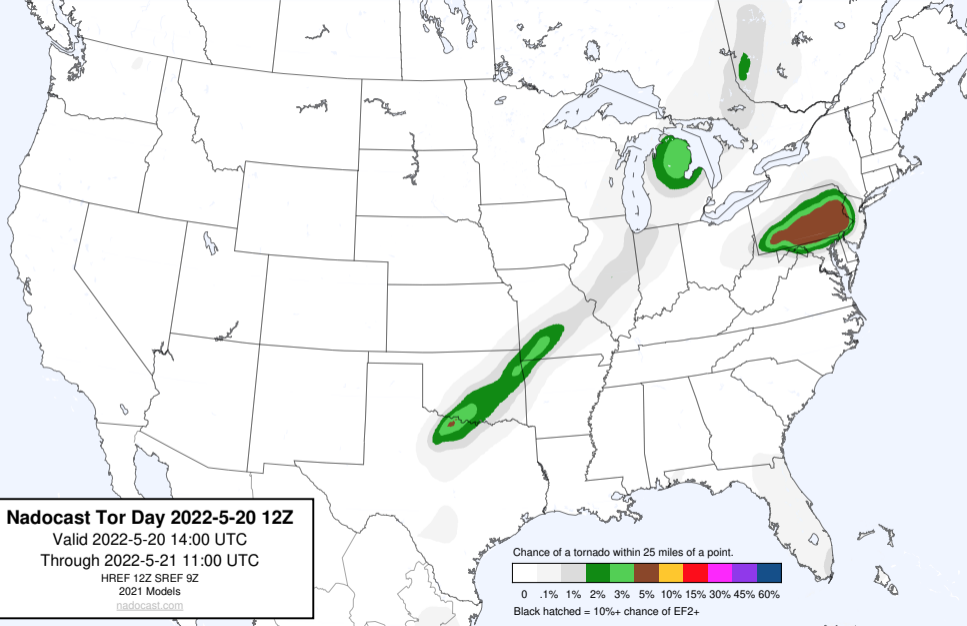 Nadocast Tor Day 2022-5-20 12Z
Valid 2022-5-20 14:00 UTC
Through 2022-5-21 11:00 UTC
HREF 12Z SREF 9Z
2021 Models
nadocast.com
Chance of a tornado within 25 miles of a point.
0 .1% 1% 2% 3% 5% 10% 15% 30% 45% 60%
Black hatched = 10%+ chance of EF2+